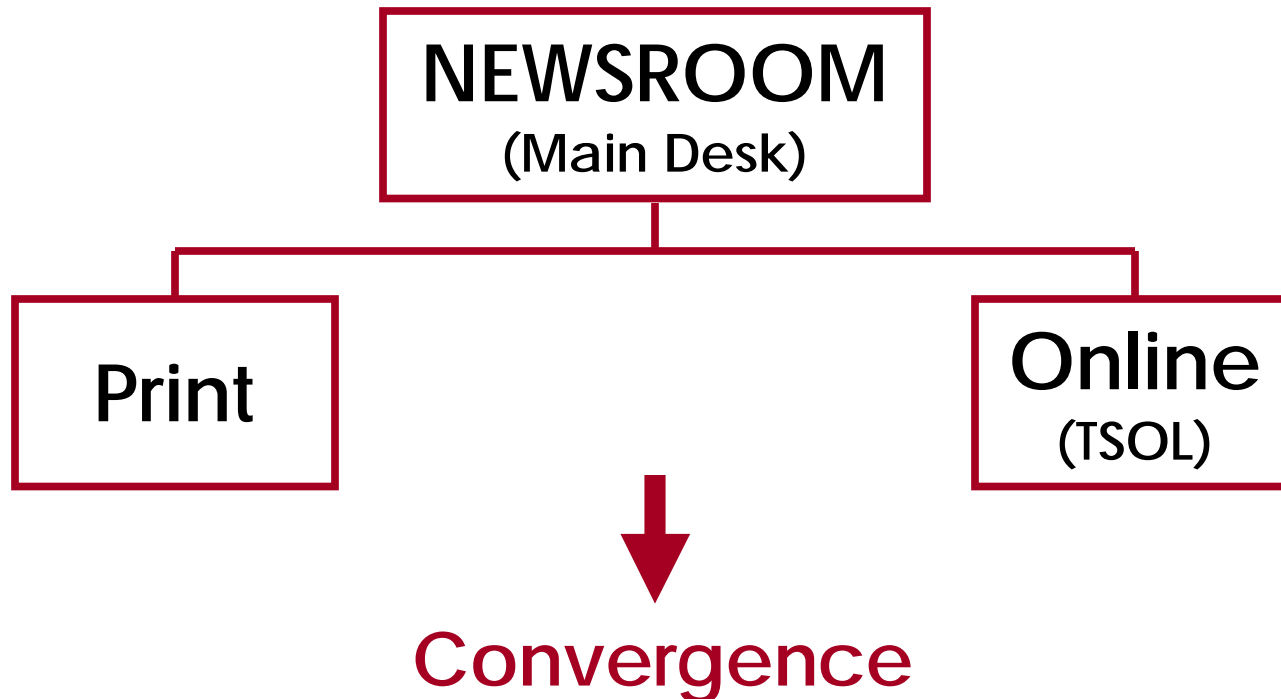 NEWSROOM
(Main Desk)
Print
Online
(TSOL)
Convergence